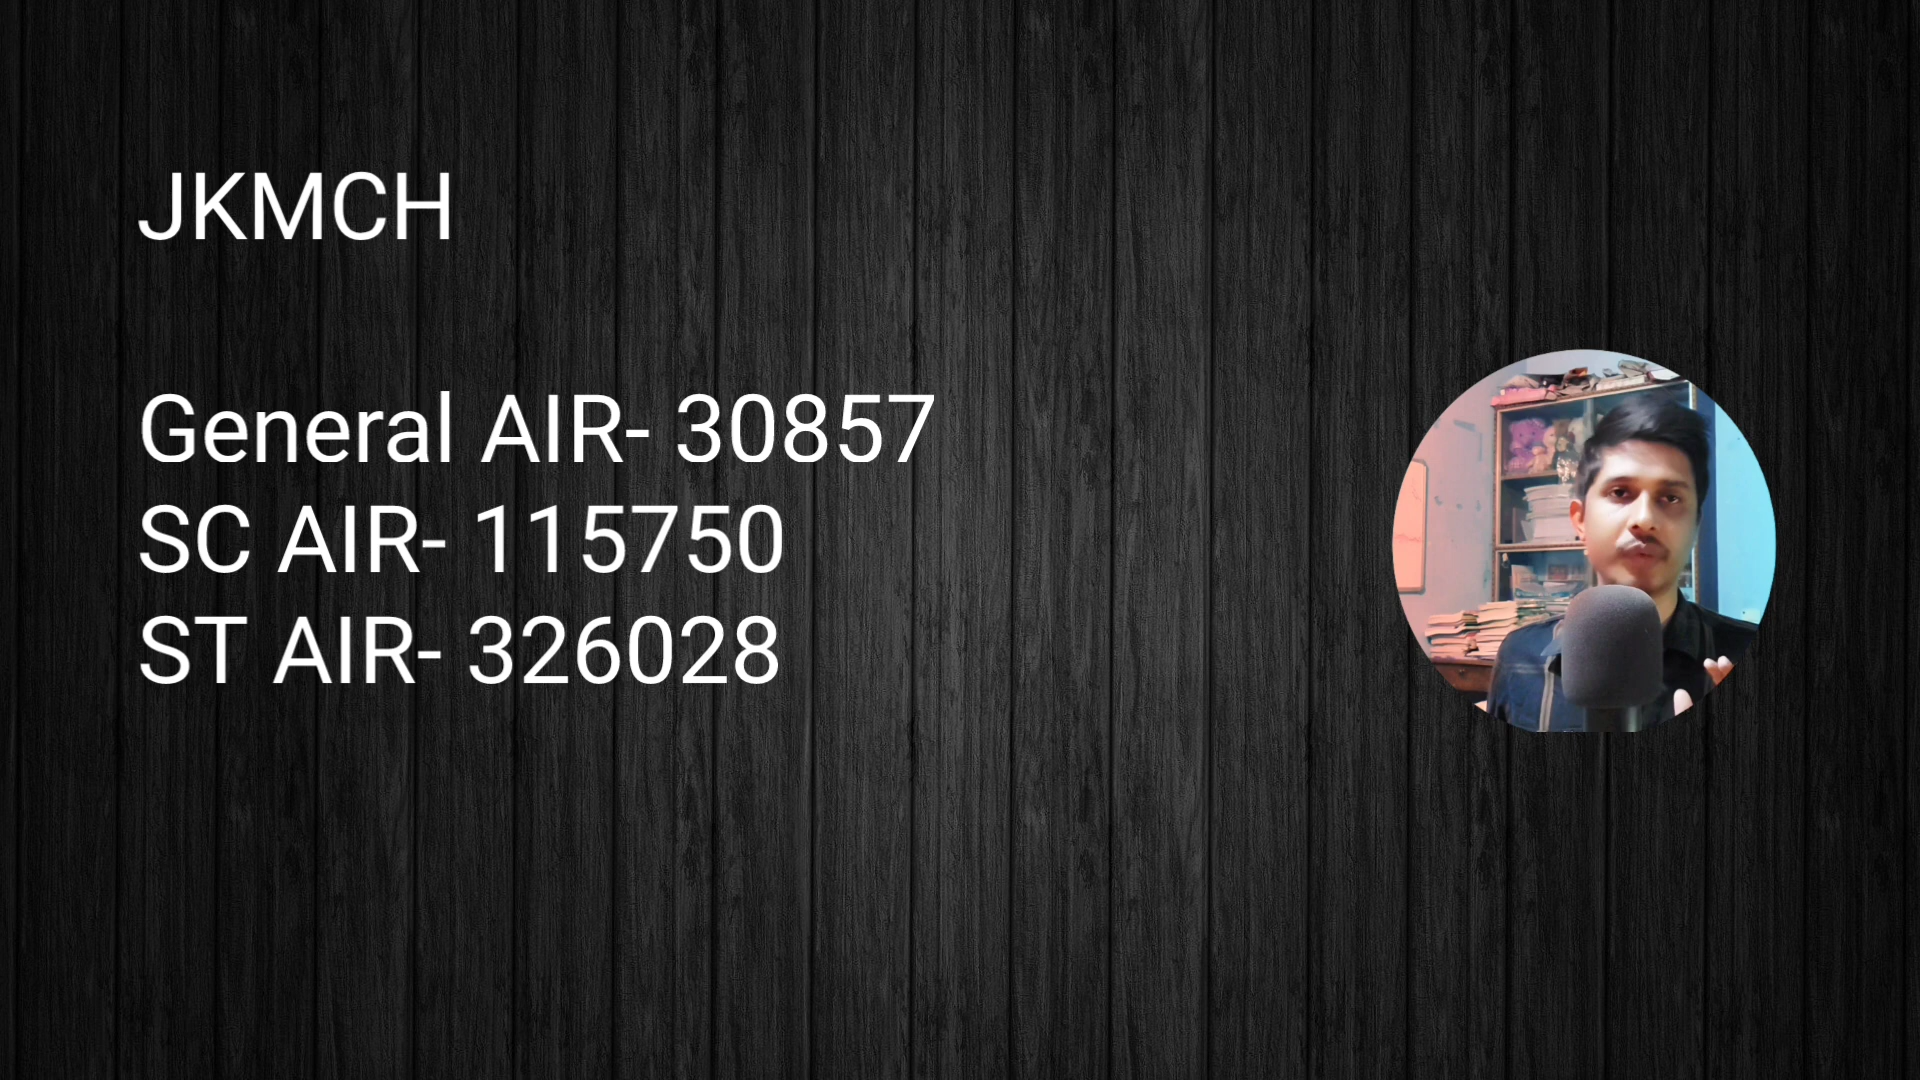 JKMCH
General AIR- 30857
SC AIR- 115750
ST AIR- 326028